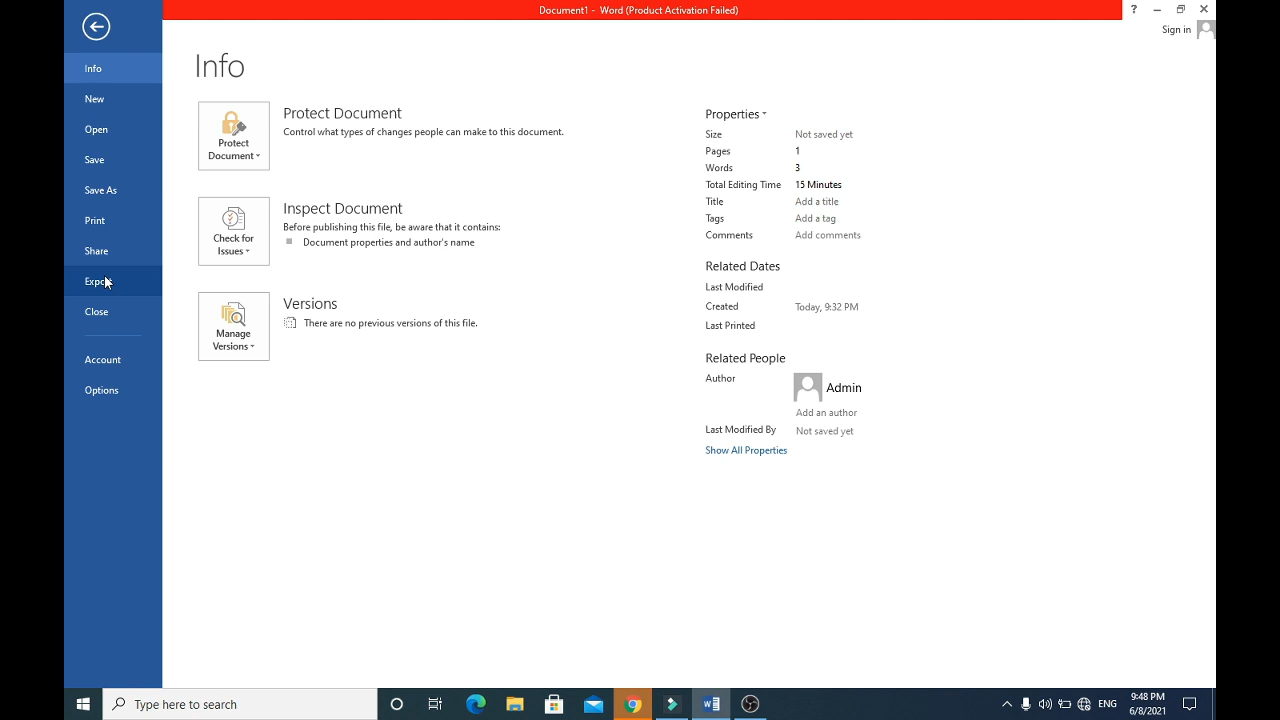 Document1 - Word (Product Activation Failed)
?
Sign in
Info
New
Open
Save
Save As
Print
Share
Export
Close
Account
Options
Info
Protect Document
Protect Document
Control what types of changes people can make to this document.
Check for Issues
Inspect Document
Before publishing this file, be aware that it contains:
Document properties and author's name
Manage Versions
Versions
There are no previous versions of this file.
Properties
Size Not saved yet
Pages 1
Words 3
Total Editing Time 15 Minutes
Title Add a title
Tags Add a tag
Comments Add comments
Related Dates
Last Modified
Created Today, 9:32 PM
Last Printed
Related People
Author Admin
Add an author
Last Modified By Not saved yet
Show All Properties
Type here to search
ENG
9:48 PM
6/8/2021